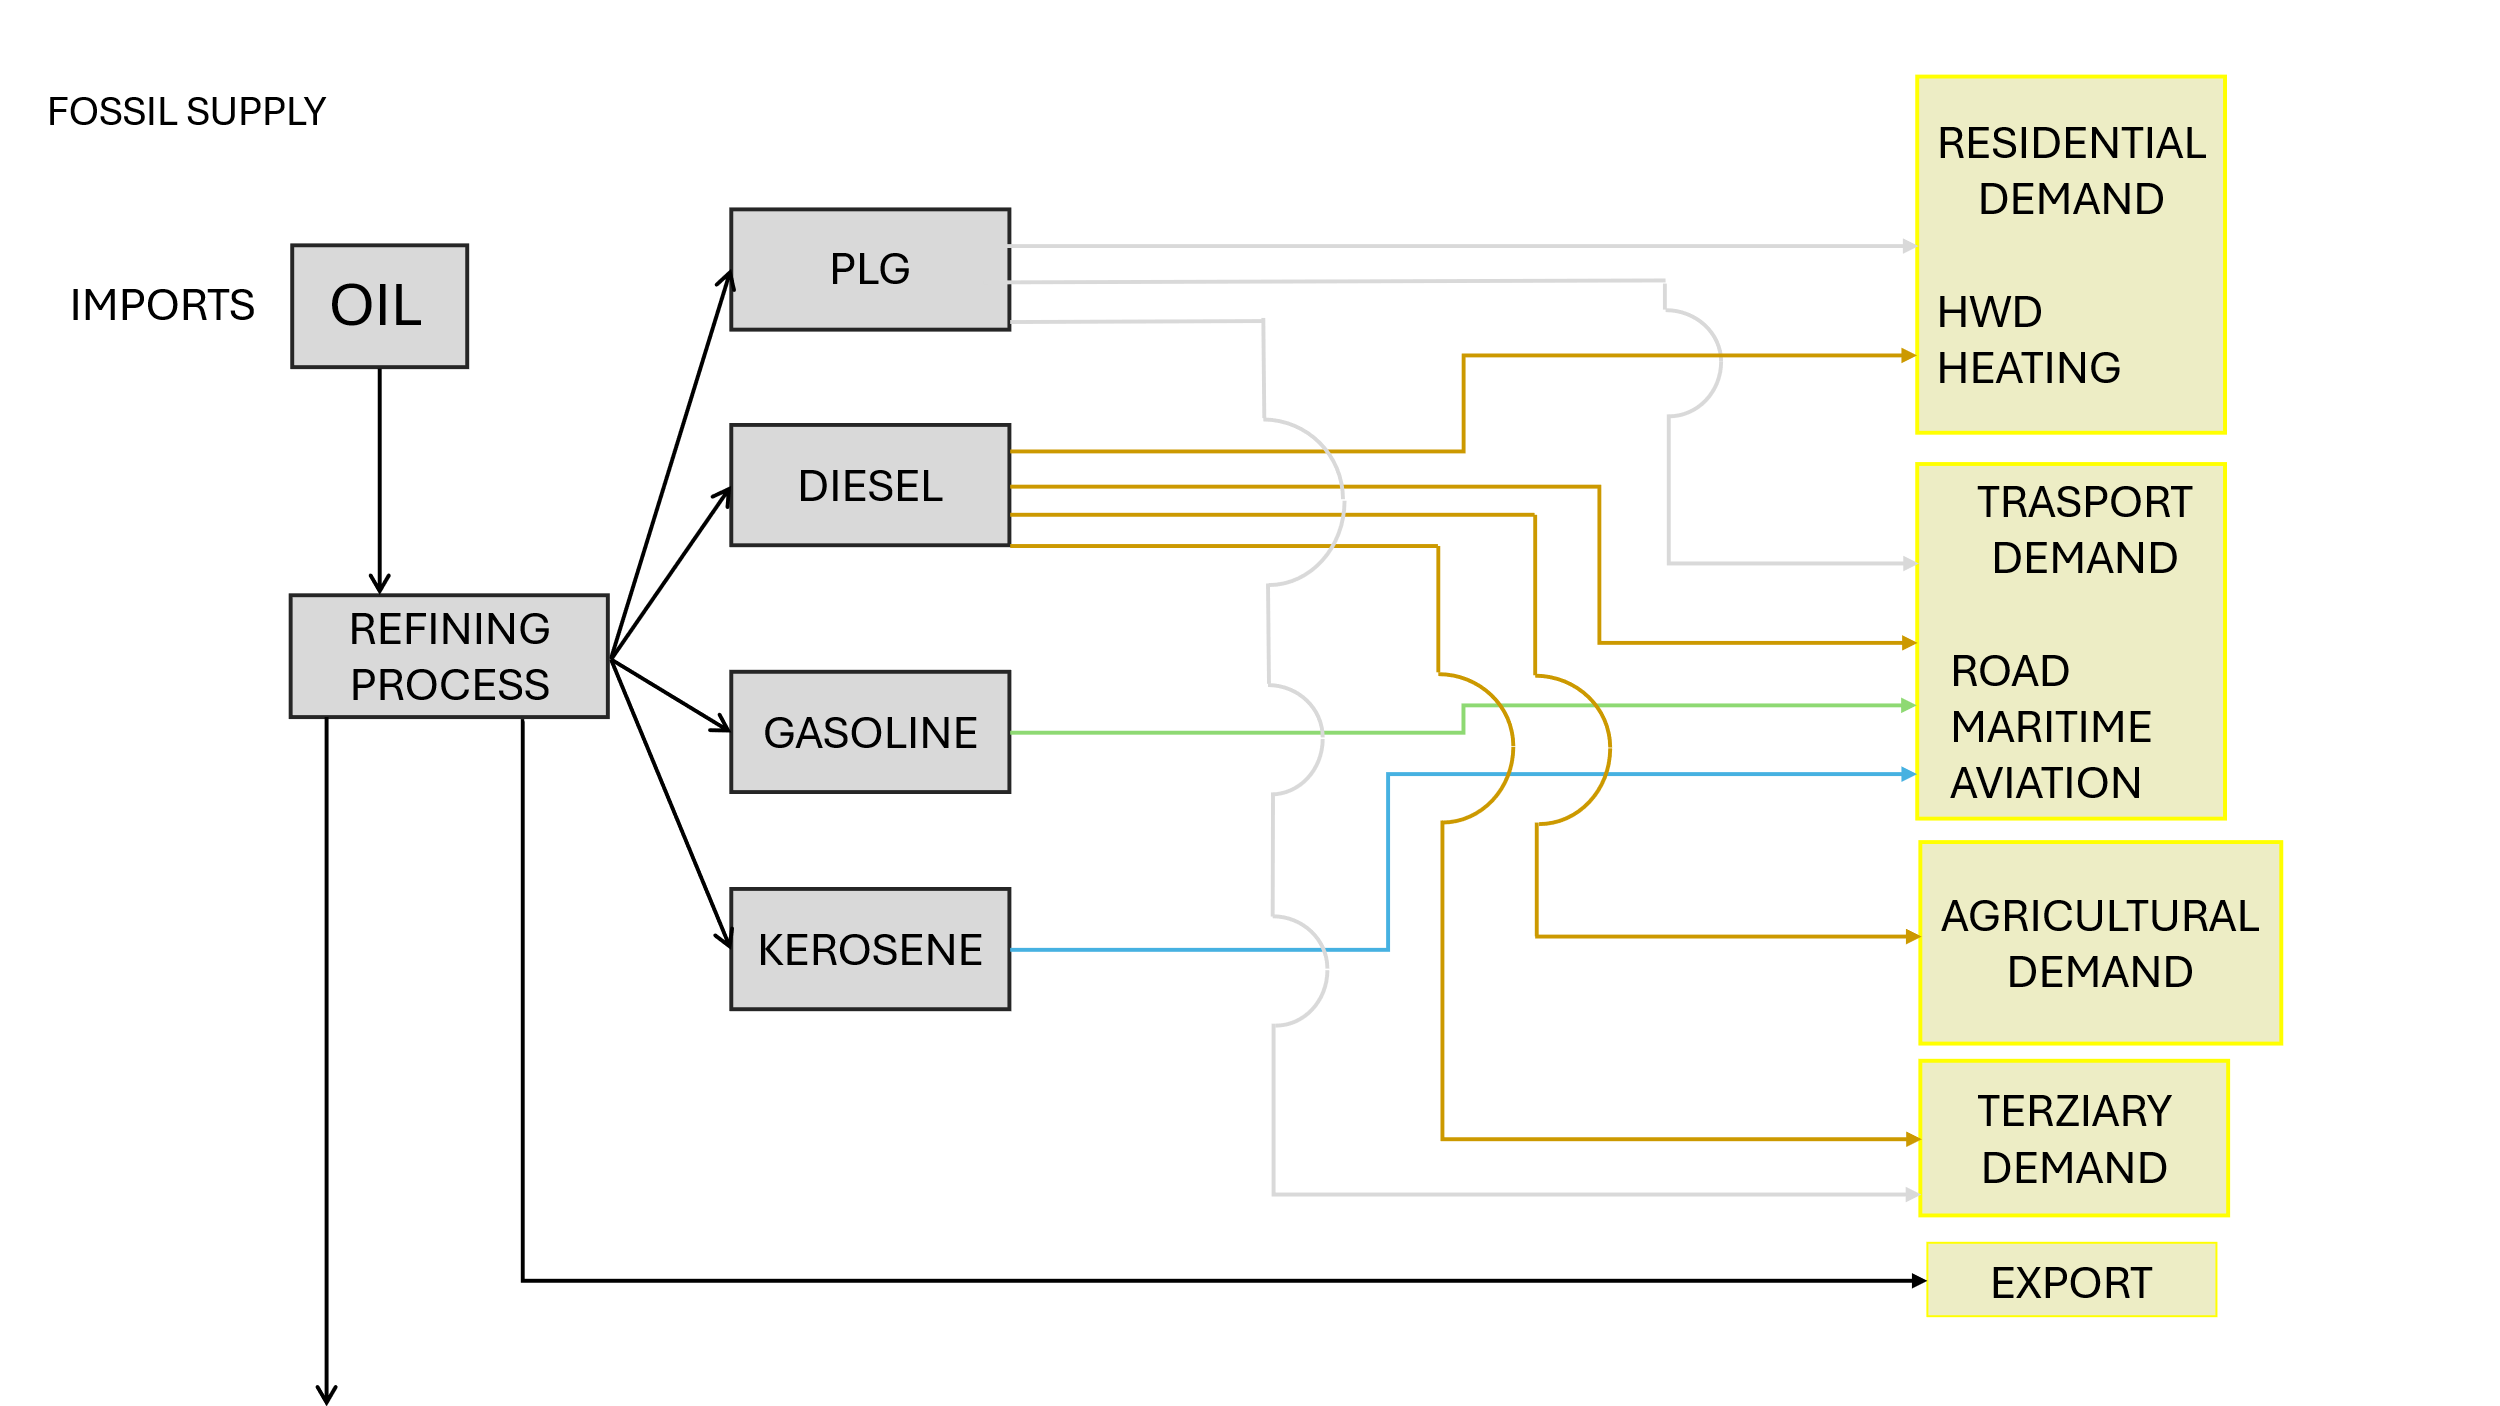 FOSSIL SUPPLY
IMPORTS
OIL
REFINING
PROCESS
PLG
DIESEL
GASOLINE
KEROSENE
RESIDENTIAL
DEMAND
HWD
HEATING
TRASPORT
DEMAND
ROAD
MARITIME
AVIATION
AGRICULTURAL
DEMAND
TERZIARY
DEMAND
EXPORT